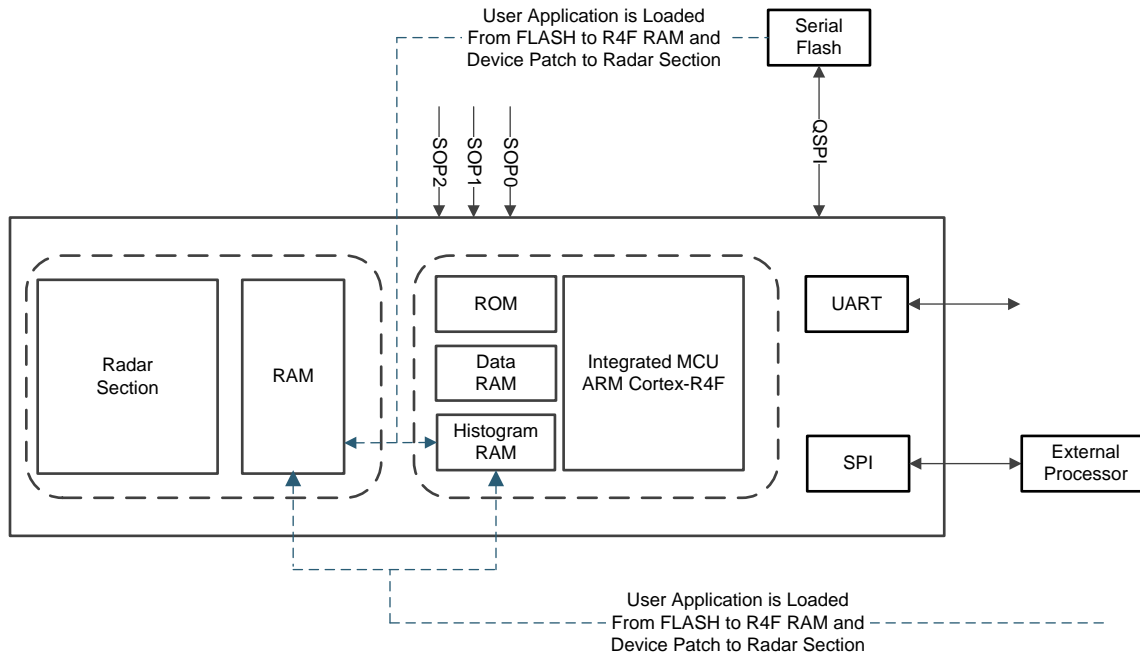 User Application is Loaded
From FLASH to R4F RAM and
Device Patch to Radar Section
Serial
Flash
SOP2
SOP1
SOP0
QSPI
Radar
Section
RAM
ROM
Data
RAM
Histogram
RAM
Integrated MCU
ARM Cortex-R4F
UART
SPI
External
Processor
User Application is Loaded
From FLASH to R4F RAM and
Device Patch to Radar Section